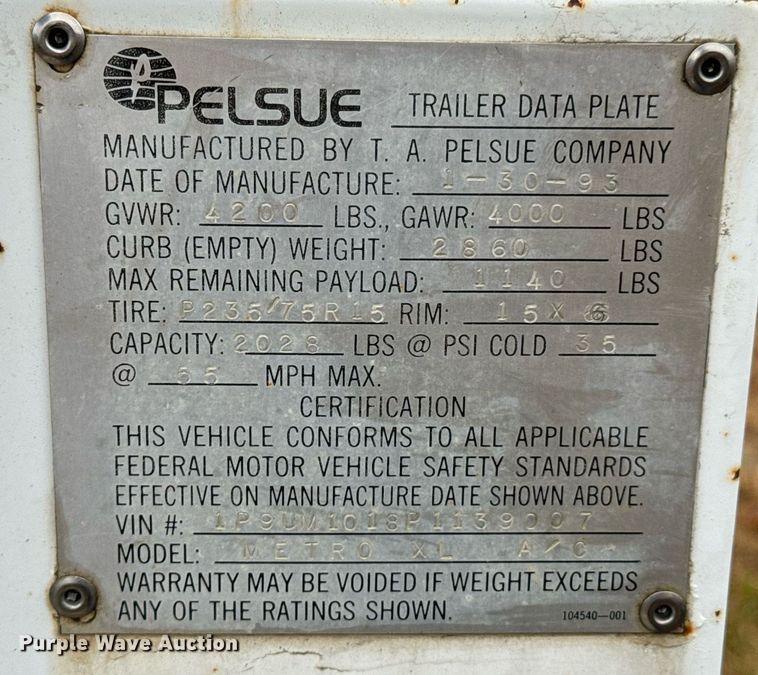 PELSUE TRAILER DATA PLATE
MANUFACTURED BY T. A. PELSUE COMPANY
DATE OF MANUFACTURE: 1-30-93
GVWR: 4200 LBS., GAWR: 4000 LBS
CURB (EMPTY) WEIGHT: 2860 LBS
MAX REMAINING PAYLOAD: 1140 LBS
TIRE: P235/75R15 RIM: 15X6
CAPACITY: 2028 LBS @ PSI COLD 35
@ 55 MPH MAX.
CERTIFICATION
THIS VEHICLE CONFORMS TO ALL APPLICABLE
FEDERAL MOTOR VEHICLE SAFETY STANDARDS
EFFECTIVE ON MANUFACTURE DATE SHOWN ABOVE.
VIN #: 1P9UM1018P1139007
MODEL: METRO XL A/C
WARRANTY MAY BE VOIDED IF WEIGHT EXCEEDS
ANY OF THE RATINGS SHOWN. 104540—001
Purple Wave Auction